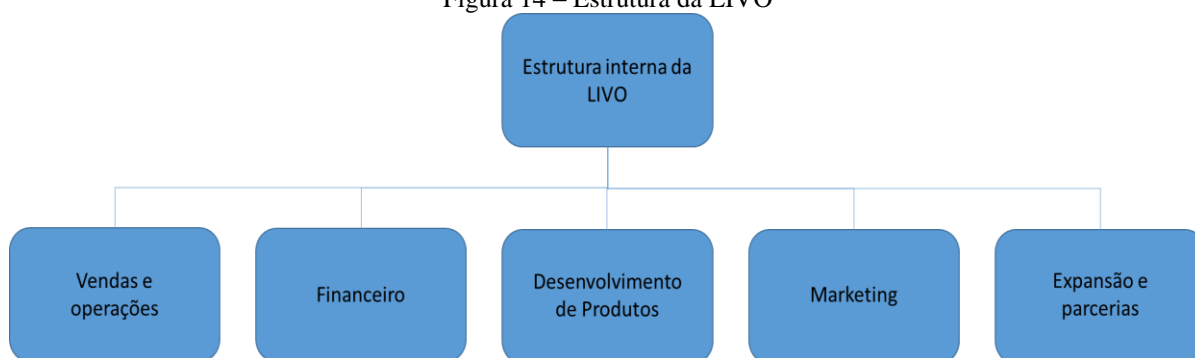 Figura 14 – Estrutura da LIVO
Estrutura interna da
LIVO
Vendas e
operações
Financeiro
Desenvolvimento
de Produtos
Marketing
Expansão e
parcerias